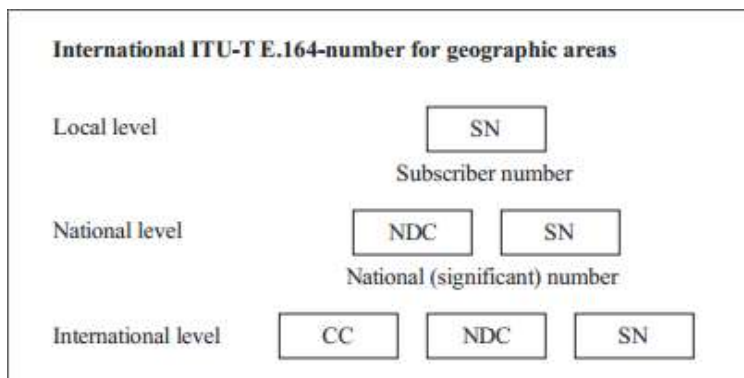 International ITU-T E.164-number for geographic areas
Local level SN
Subscriber number
National level NDC SN
National (significant) number
International level CC NDC SN